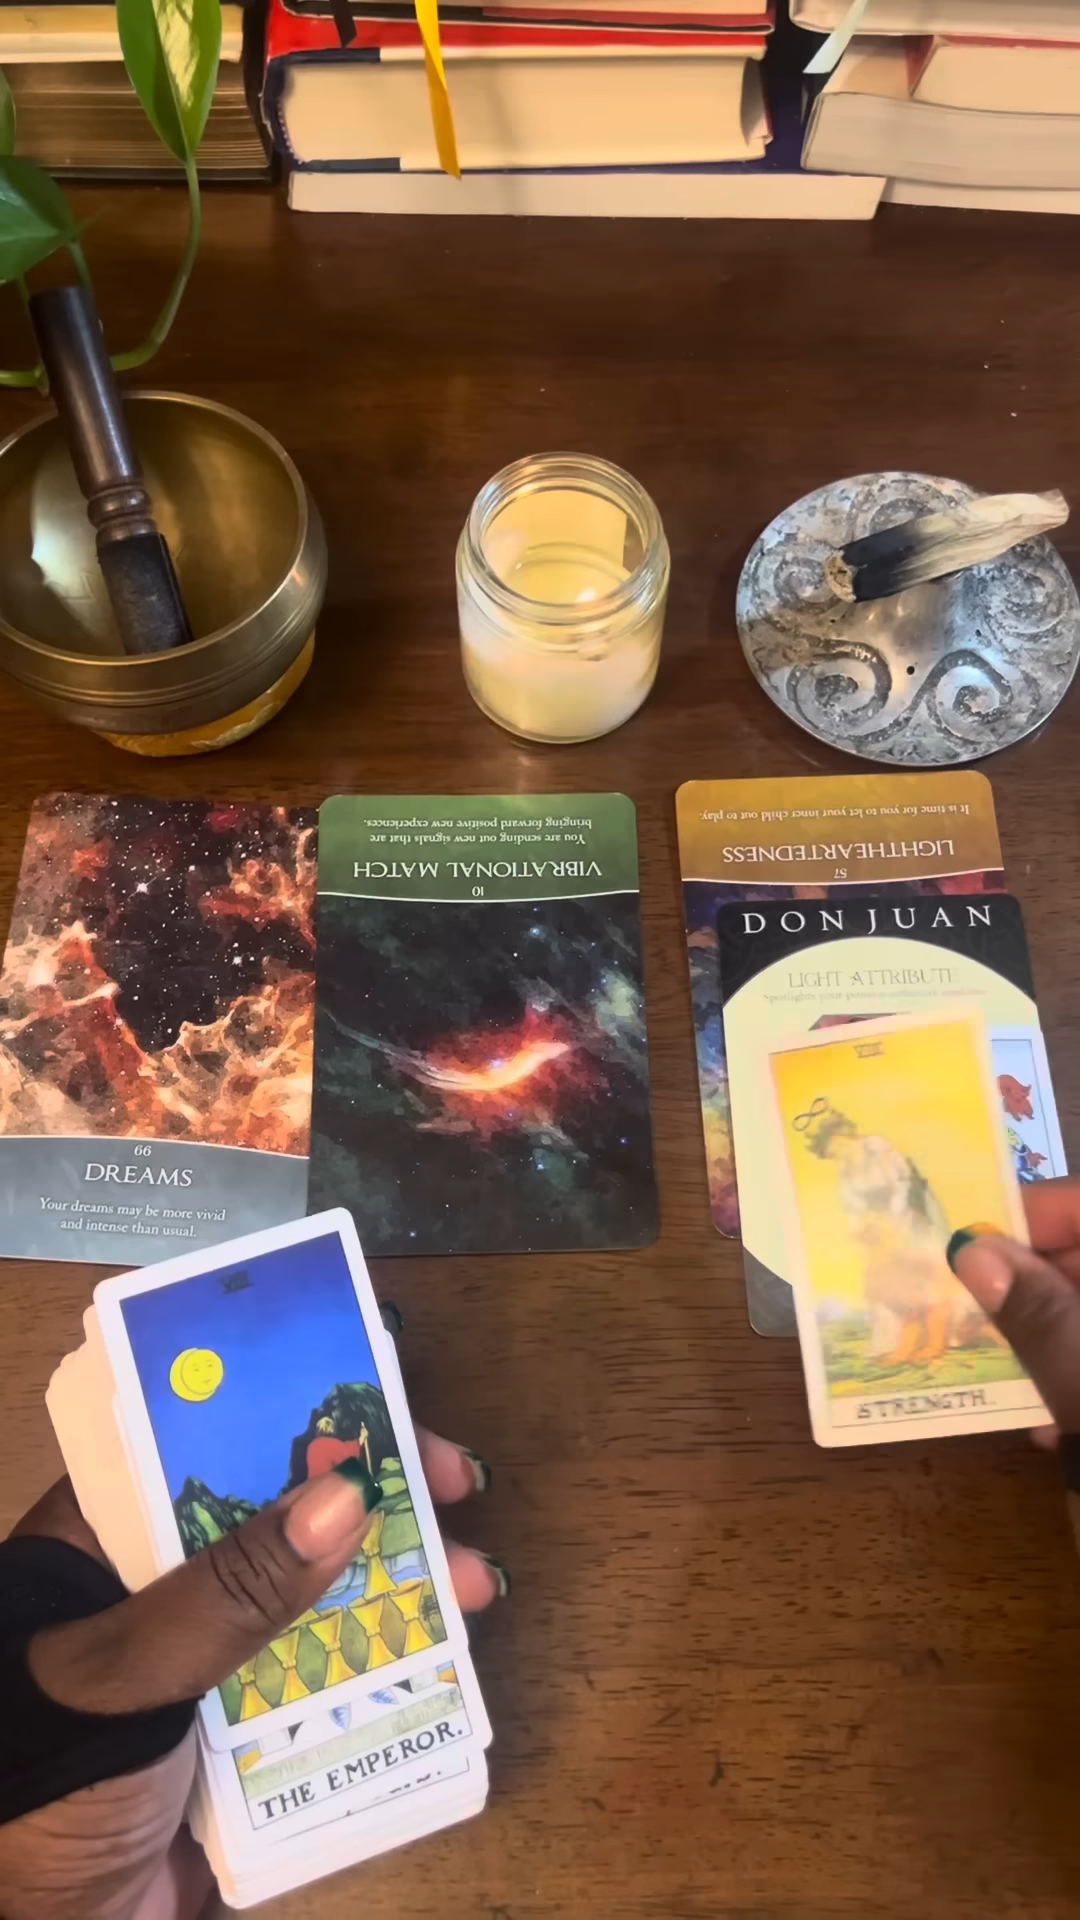 It is time for you to let your inner child out to play.
LIGHTHEARTEDNESS
57
You are sending out new signals that are
bringing forward positive new experiences.
VIBRATIONAL MATCH
10
DON JUAN
LIGHT ATTRIBUTE
VIII
66
DREAMS
Your dreams may be more vivid
and intense than usual.
VIII
STRENGTH.
THE EMPEROR.